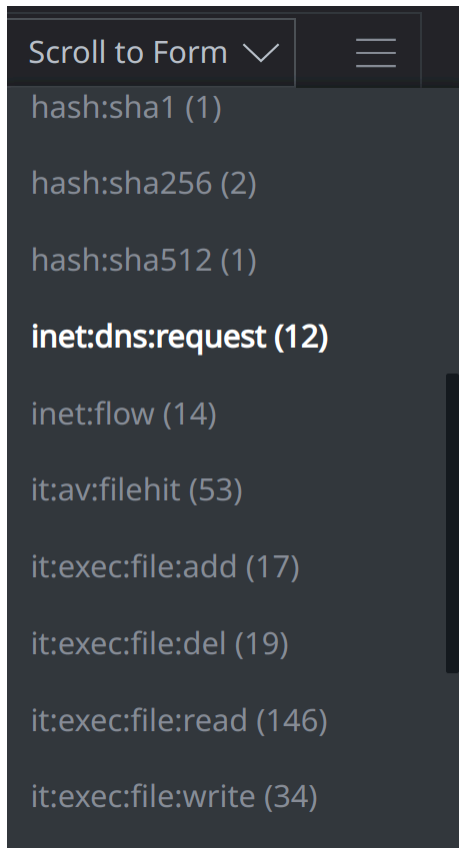 Scroll to Form
hash:sha1 (1)
hash:sha256 (2)
hash:sha512 (1)
inet:dns:request (12)
inet:flow (14)
it:av:filehit (53)
it:exec:file:add (17)
it:exec:file:del (19)
it:exec:file:read (146)
it:exec:file:write (34)